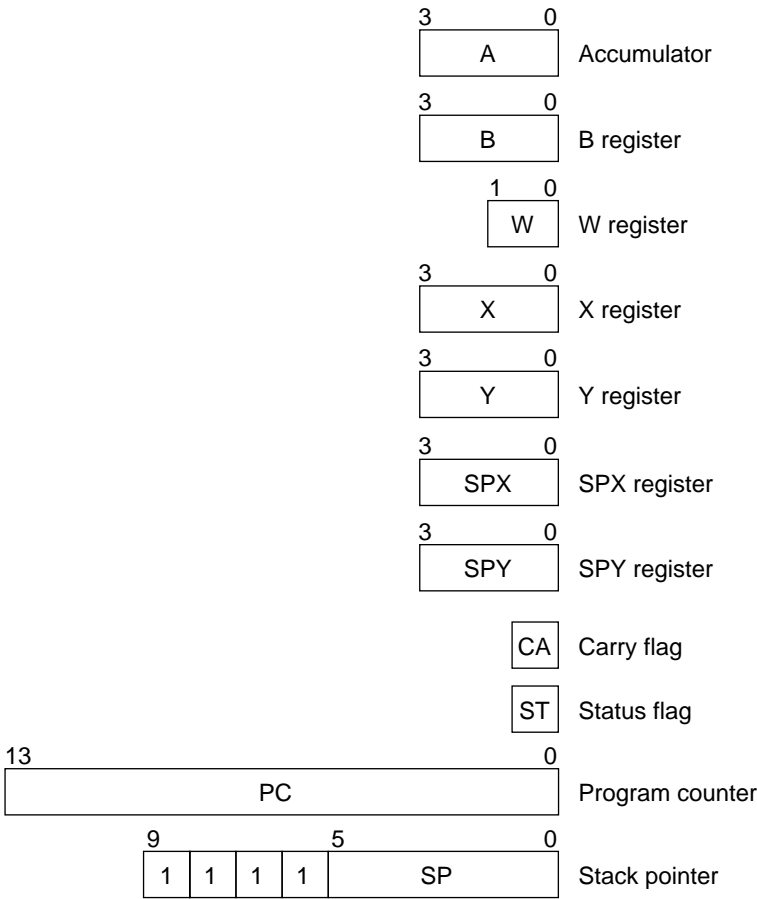 3 0
A Accumulator
3 0
B B register
1 0
W W register
3 0
X X register
3 0
Y Y register
3 0
SPX SPX register
3 0
SPY SPY register
CA Carry flag
ST Status flag
13 0
PC Program counter
9 5 0
1 1 1 1 SP Stack pointer